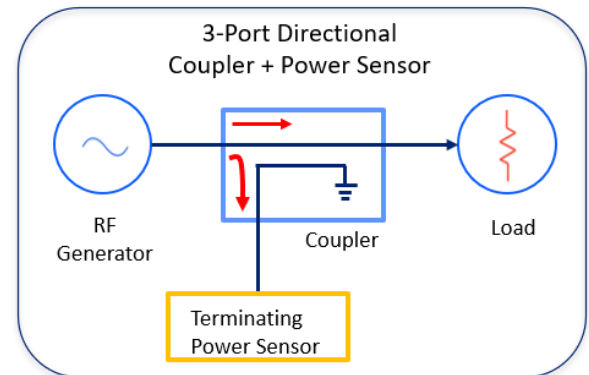 3-Port Directional
Coupler + Power Sensor
RF
Generator
Coupler
Load
Terminating
Power Sensor